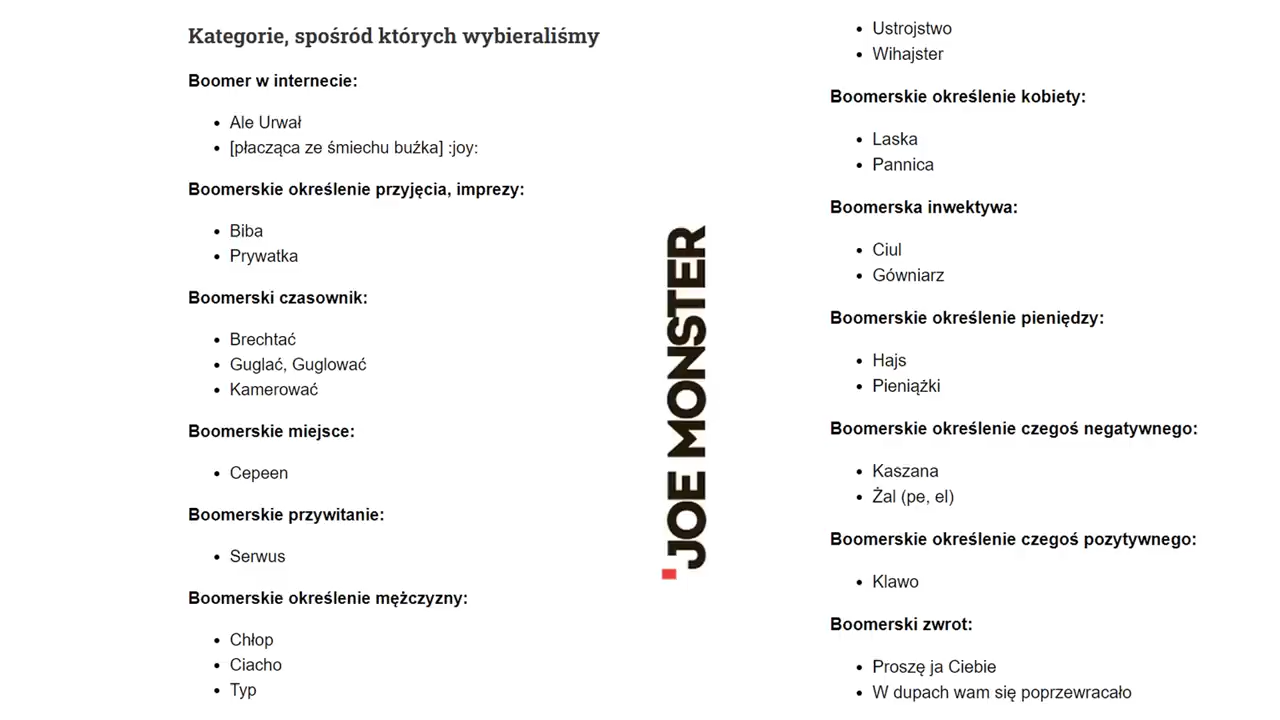 Kategorie, spośród których wybieraliśmy
Boomer w internecie:
Ale Urwał
[płacząca ze śmiechu buźka] :joy:
Boomerskie określenie przyjęcia, imprezy:
Biba
Prywatka
Boomerski czasownik:
Brechtać
Guglać, Guglować
Kamerować
Boomerskie miejsce:
Cepeen
Boomerskie przywitanie:
Serwus
Boomerskie określenie mężczyzny:
Chłop
Ciacho
Typ
JOE MONSTER
Ustrojstwo
Wihajster
Boomerskie określenie kobiety:
Laska
Pannica
Boomerska inwektywa:
Ciul
Gówniarz
Boomerskie określenie pieniędzy:
Hajs
Pieniążki
Boomerskie określenie czegoś negatywnego:
Kaszana
Żal (pe, el)
Boomerskie określenie czegoś pozytywnego:
Klawo
Boomerski zwrot:
Proszę ja Ciebie
W dupach wam się poprzewracało